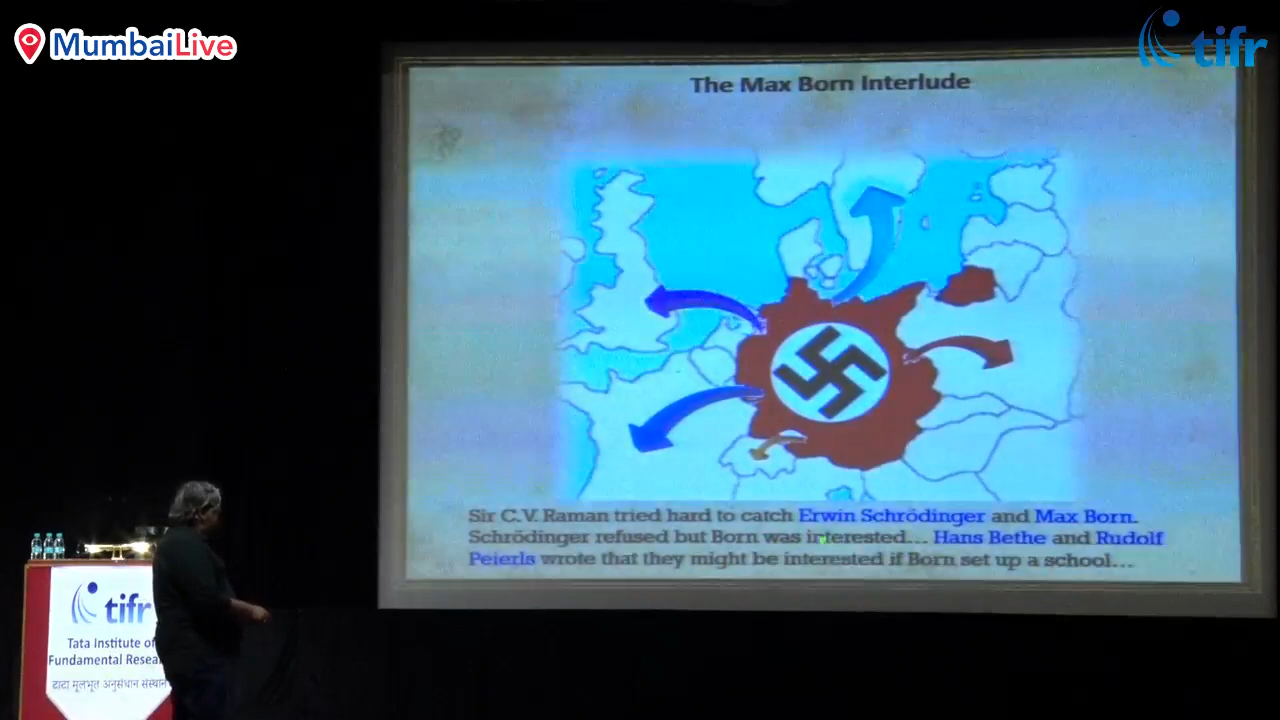 MumbaiLive
tifr
The Max Born Interlude
Sir C.V. Raman tried hard to catch Erwin Schrödinger and Max Born.
Schrödinger refused but Born was interested... Hans Bethe and Rudolf
Peierls wrote that they might be interested if Born set up a school...
tifr
Tata Institute of
Fundamental Resea
टाटा मूलभूत अनुसंधान संस्थान